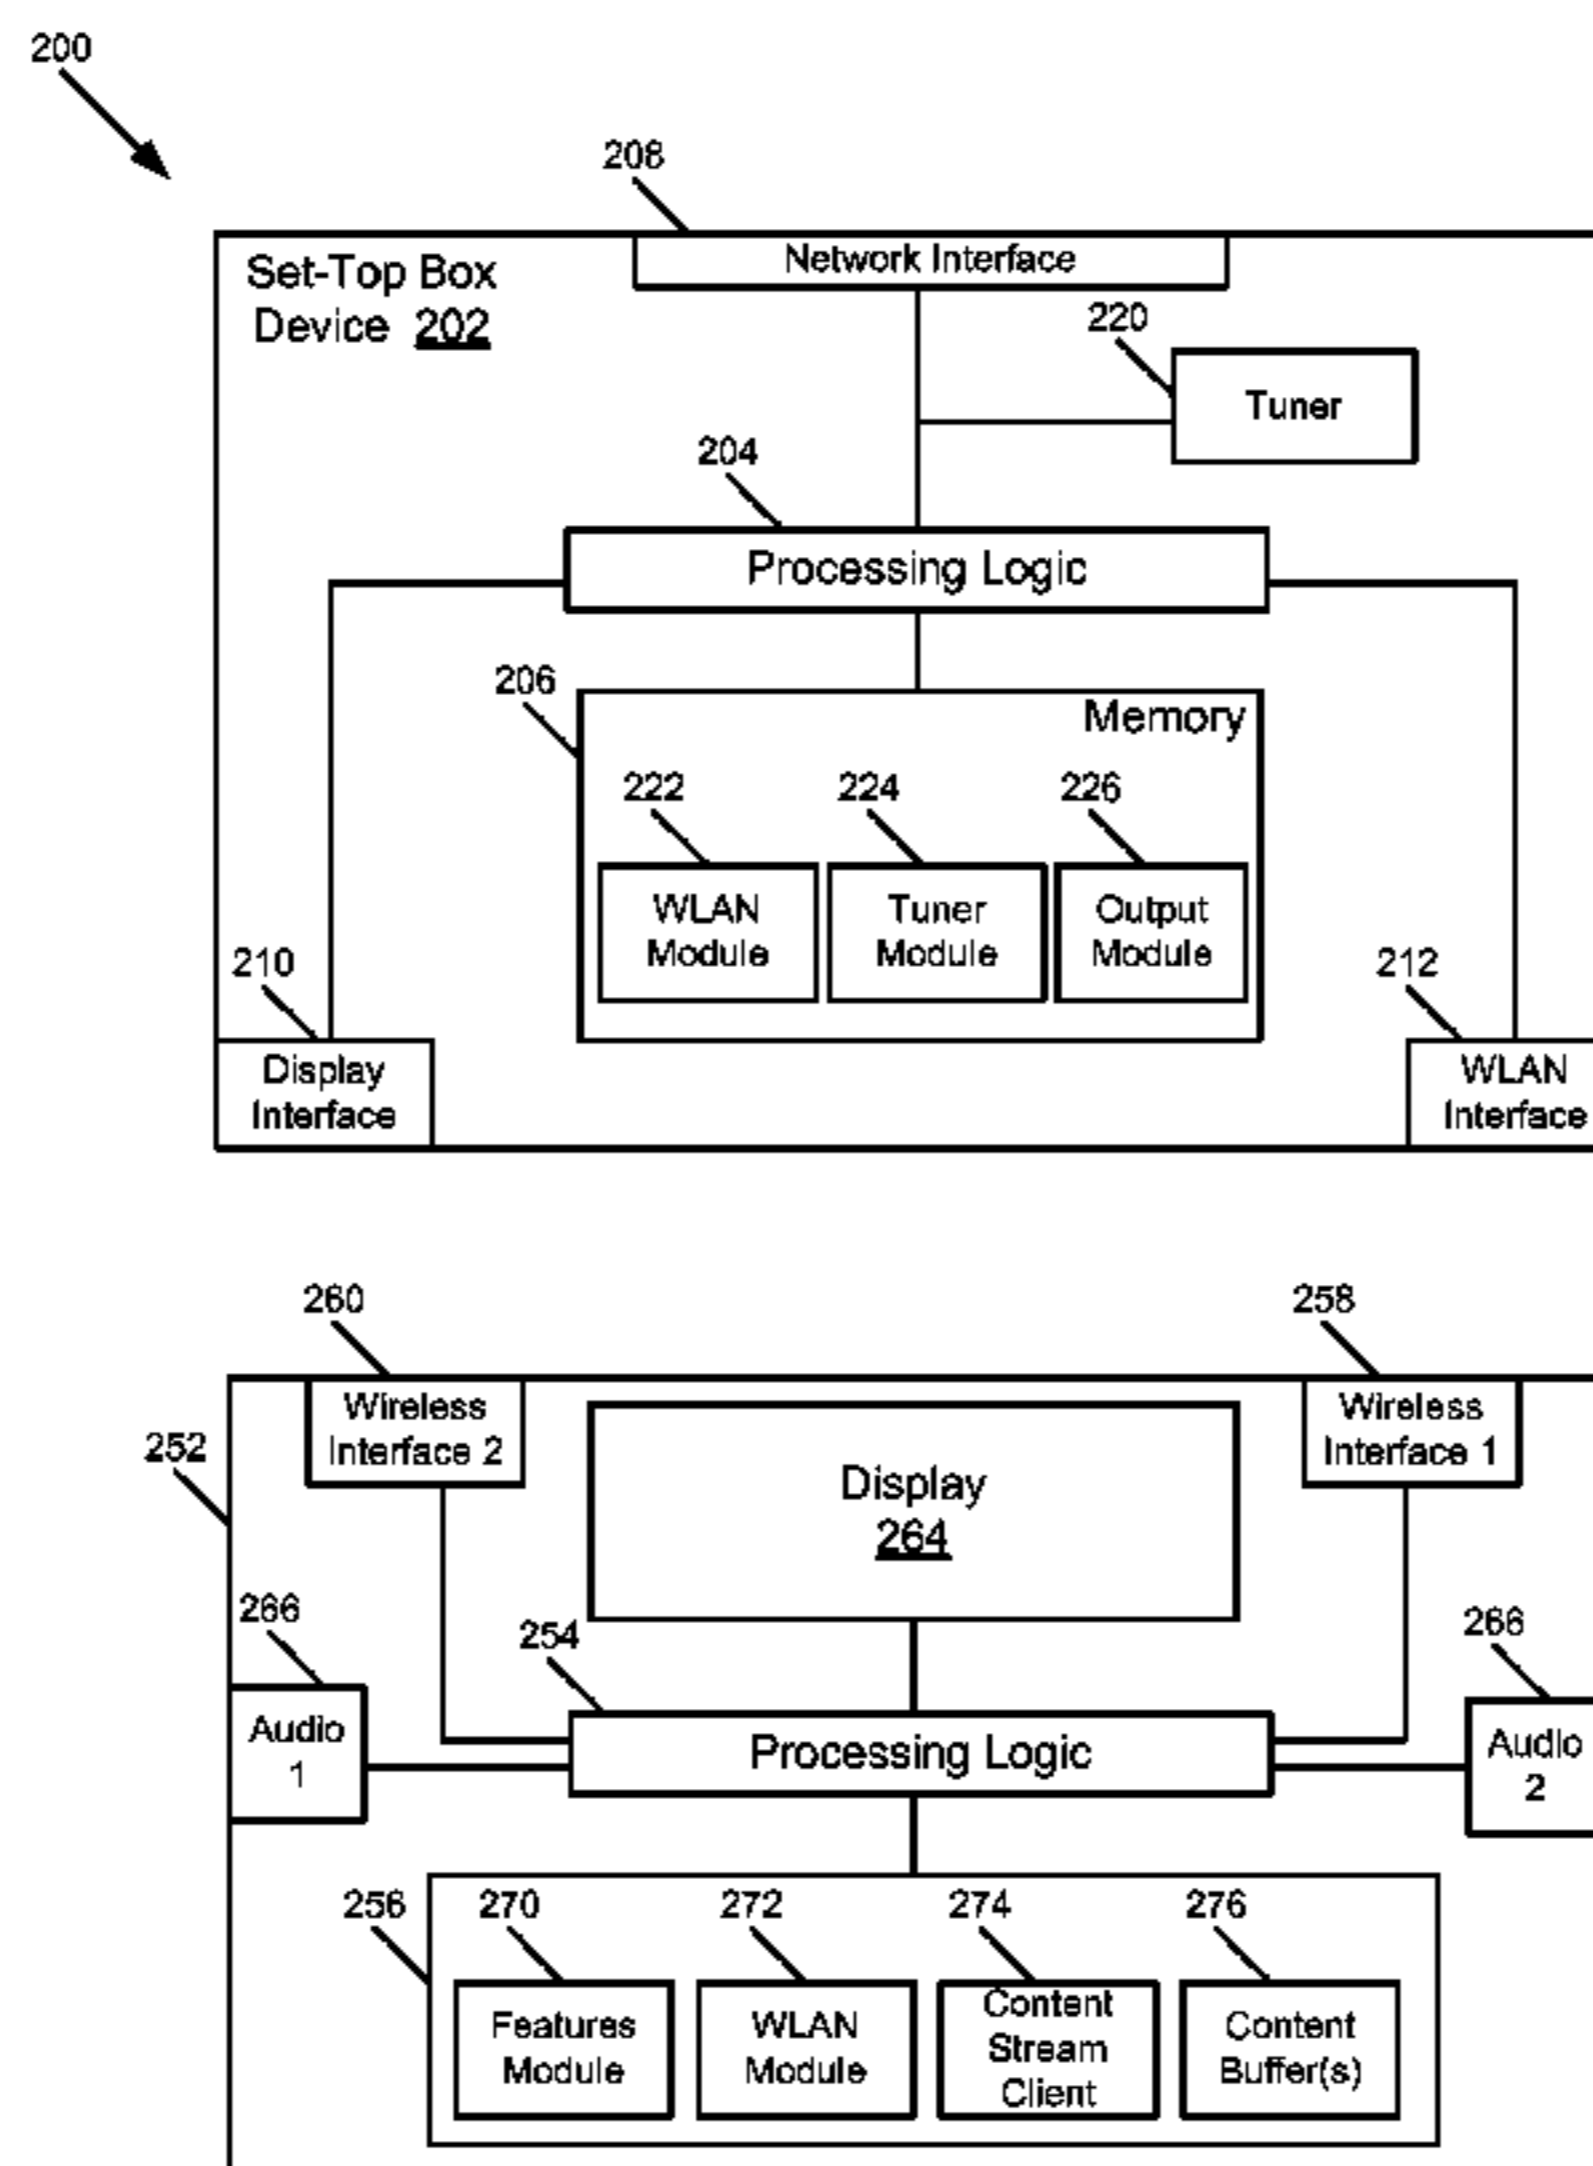 200
208
Network Interface
Set-Top Box
Device 202
220
Tuner
204
Processing Logic
206
Memory
222
224
226
WLAN
Module
Tuner
Module
Output
Module
210
Display
Interface
212
WLAN
Interface
260
258
Wireless
Interface 2
Wireless
Interface 1
252
Display
264
266
254
266
Audio
1
Processing Logic
Audio
2
256
270
272
274
276
Features
Module
WLAN
Module
Content
Stream
Client
Content
Buffer(s)